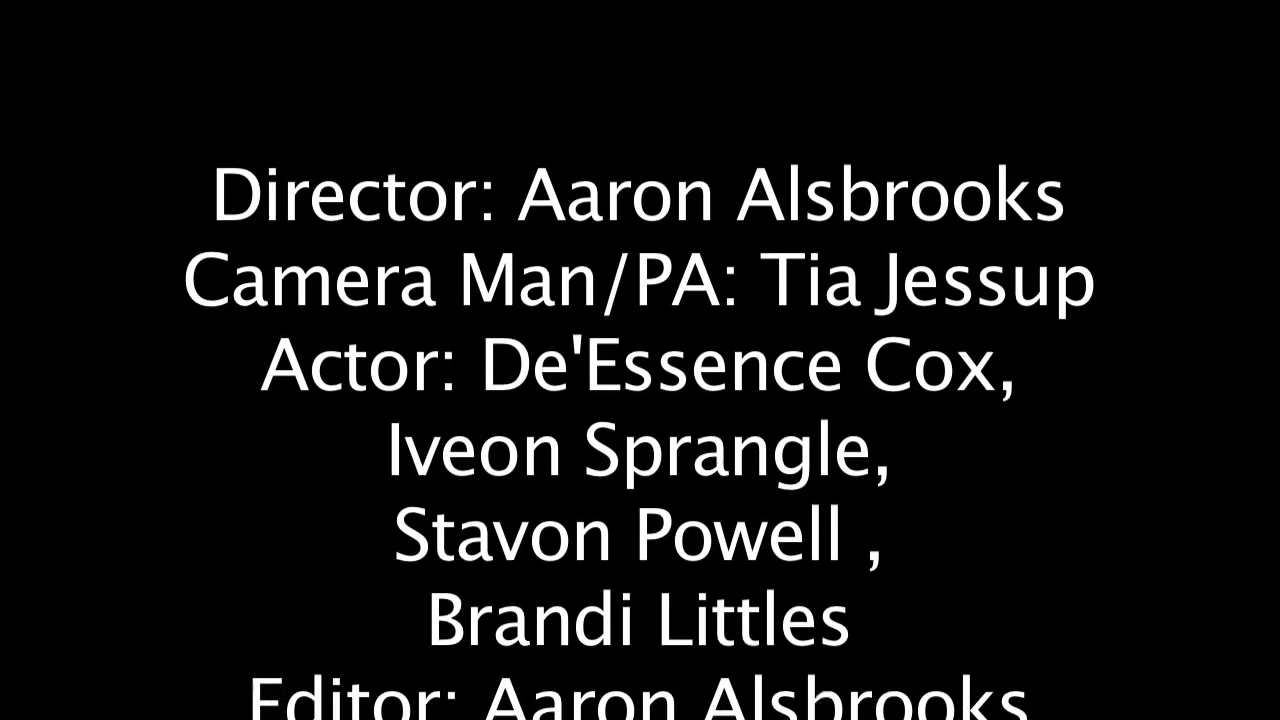 Director: Aaron Alsbrooks
Camera Man/PA: Tia Jessup
Actor: De'Essence Cox,
Iveon Sprangle,
Stavon Powell ,
Brandi Littles
Editor: Aaron Alsbrooks